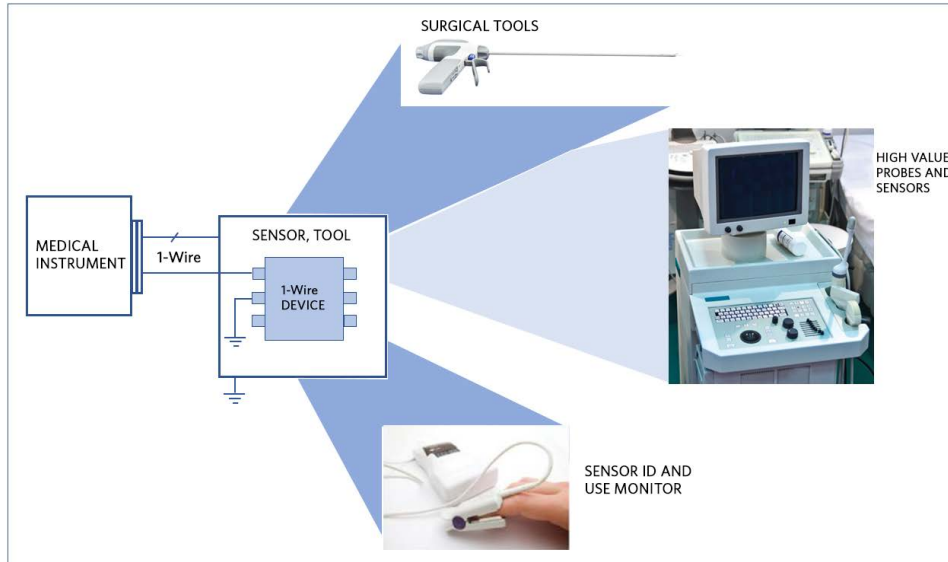 SURGICAL TOOLS
HIGH VALUE
PROBES AND
SENSORS
MEDICAL
INSTRUMENT
1-Wire
SENSOR, TOOL
1-Wire
DEVICE
SENSOR ID AND
USE MONITOR